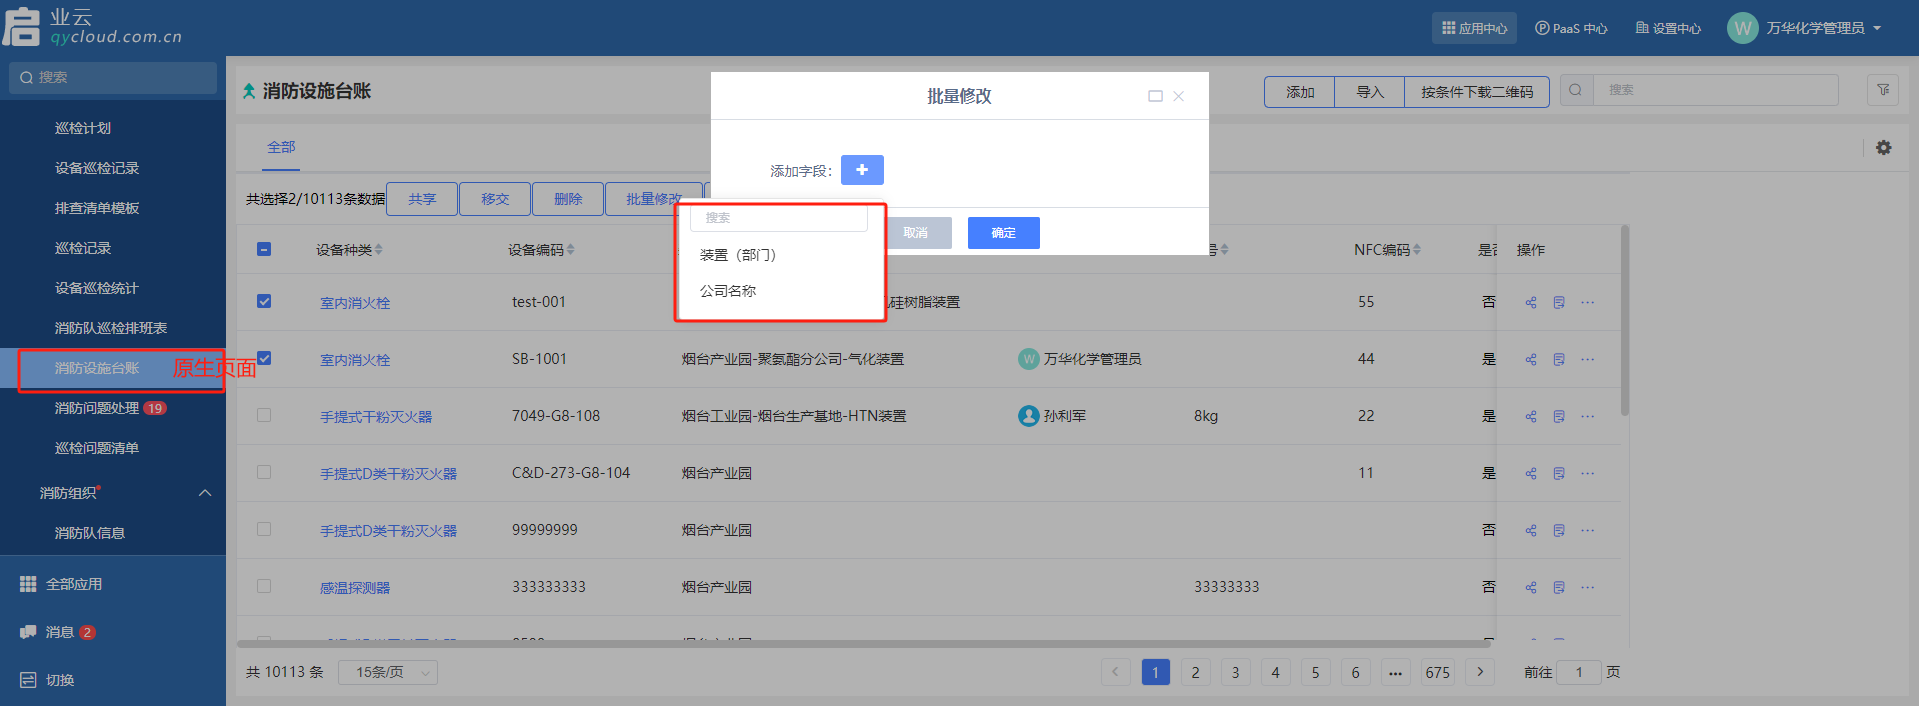 启业云
qycloud.com.cn
应用中心
PaaS 中心
设置中心
W
万华化学管理员
搜索
巡检计划
设备巡检记录
排查清单模板
巡检记录
设备巡检统计
消防队巡检排班表
消防设施台账
原生页面
消防问题处理 19
巡检问题清单
消防组织
消防队信息
全部应用
消息 2
切换
消防设施台账
添加
导入
按条件下载二维码
搜索
全部
共选择2/10113条数据
共享
移交
删除
批量修改
批量修改
添加字段：
取消
确定
搜索
装置（部门）
公司名称
设备种类
设备编码
NFC编码
操作
室内消火栓 test-001 硅树脂装置 55 否
室内消火栓 SB-1001 烟台产业园-聚氨酯分公司-气化装置 W 万华化学管理员 44 是
手提式干粉灭火器 7049-G8-108 烟台工业园-烟台生产基地-HTN装置 孙利军 8kg 22 是
手提式D类干粉灭火器 C&D-273-G8-104 烟台产业园 11 是
手提式D类干粉灭火器 99999999 烟台产业园 否
感温探测器 333333333 烟台产业园 33333333 否
共 10113 条
15条/页
1 2 3 4 5 6 ••• 675
前往 1 页